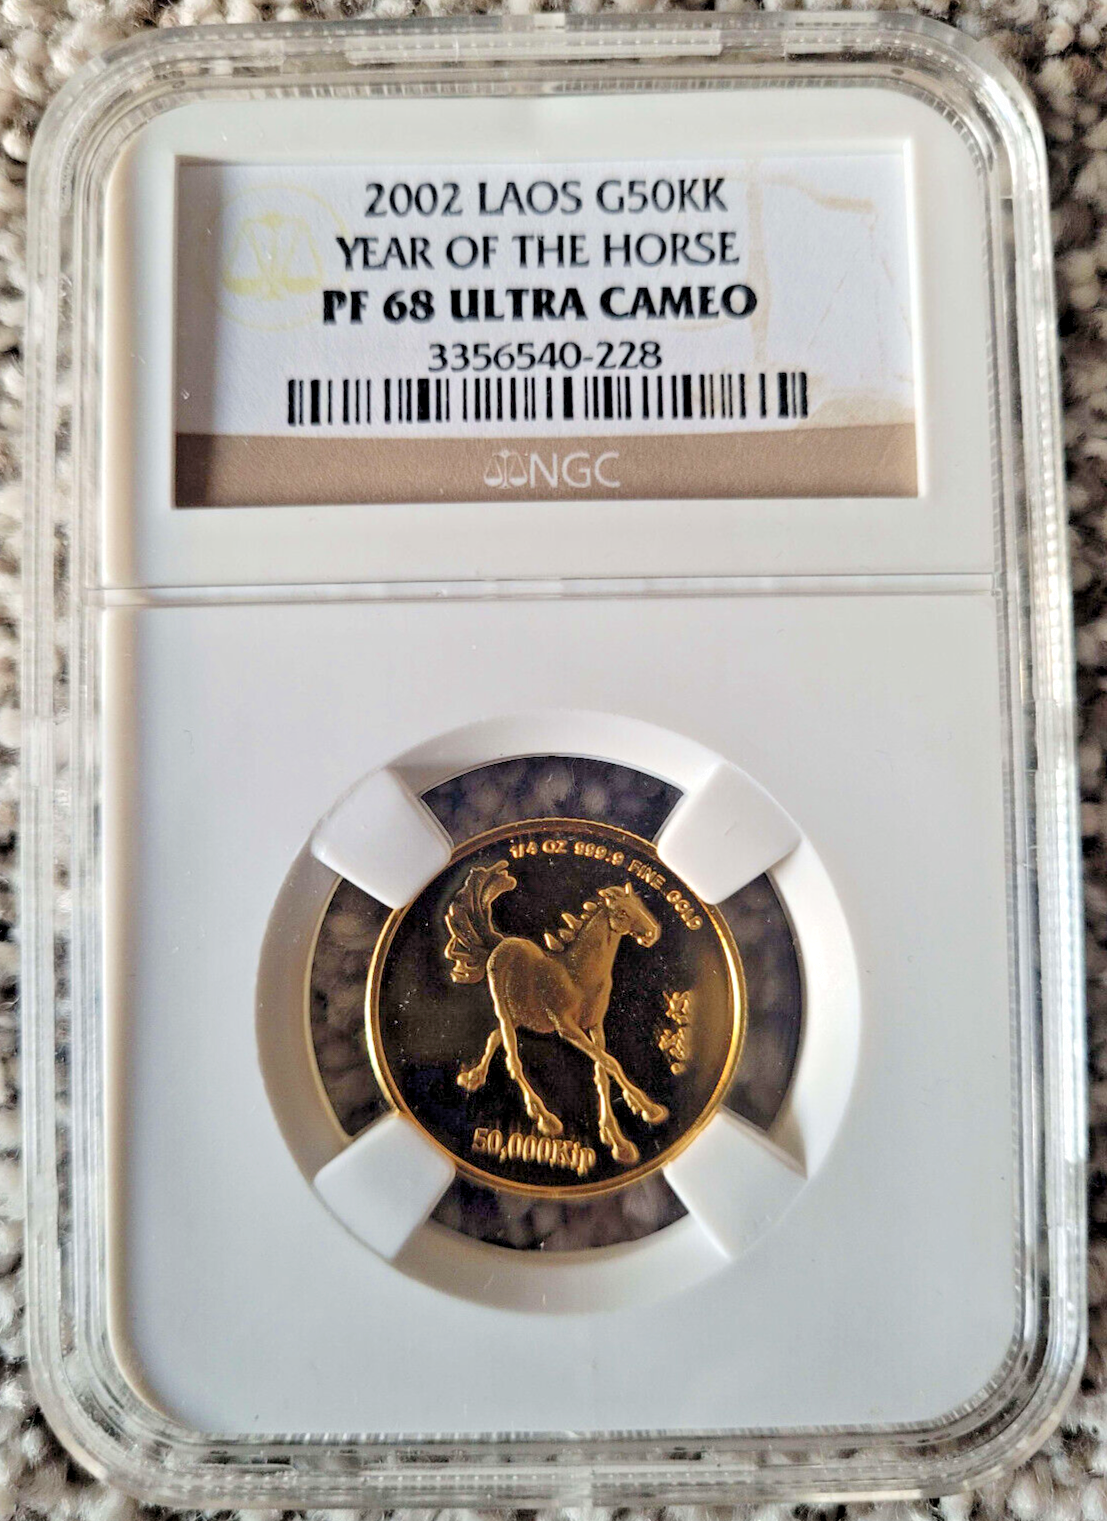 2002 LAOS G50KK
YEAR OF THE HORSE
PF 68 ULTRA CAMEO
3356540-228
NGC
1/4 OZ 999.9 FINE GOLD
50,000Kip